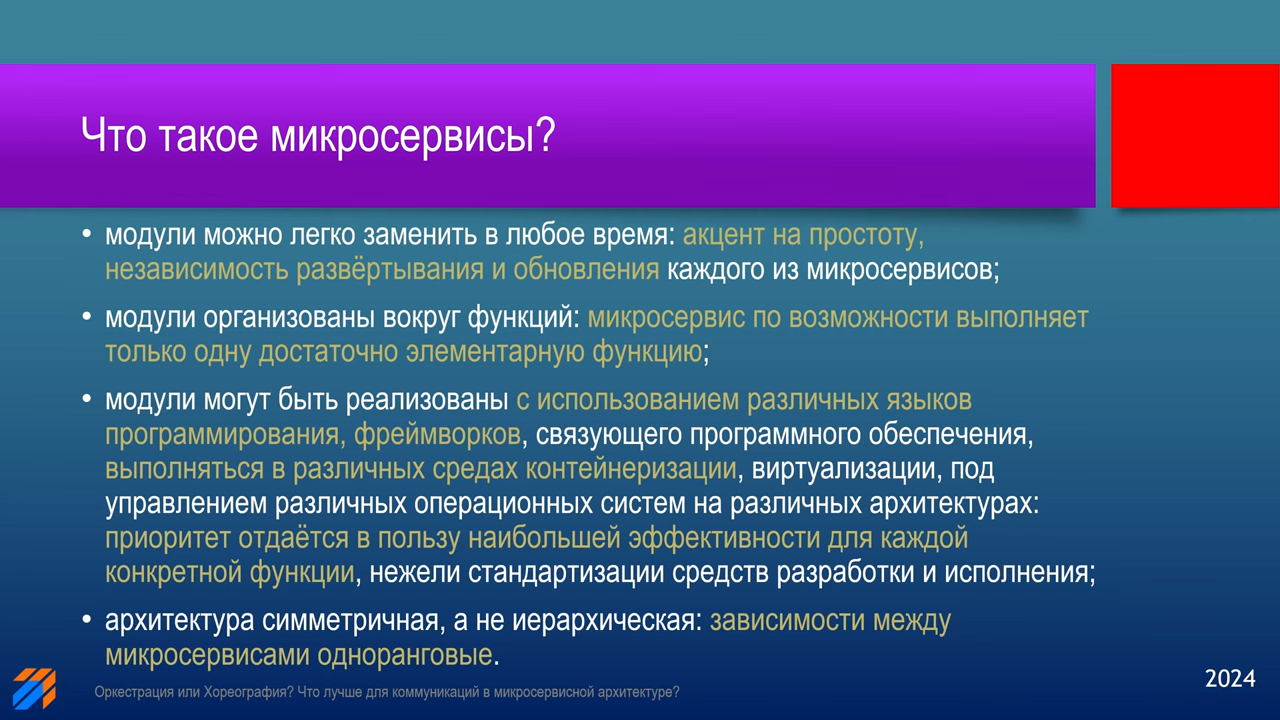 Что такое микросервисы?
• модули можно легко заменить в любое время: акцент на простоту,
независимость развёртывания и обновления каждого из микросервисов;
• модули организованы вокруг функций: микросервис по возможности выполняет
только одну достаточно элементарную функцию;
• модули могут быть реализованы с использованием различных языков
программирования, фреймворков, связующего программного обеспечения,
выполняться в различных средах контейнеризации, виртуализации, под
управлением различных операционных систем на различных архитектурах:
приоритет отдаётся в пользу наибольшей эффективности для каждой
конкретной функции, нежели стандартизации средств разработки и исполнения;
• архитектура симметричная, а не иерархическая: зависимости между
микросервисами одноранговые.
Оркестрация или Хореография? Что лучше для коммуникаций в микросервисной архитектуре?
2024